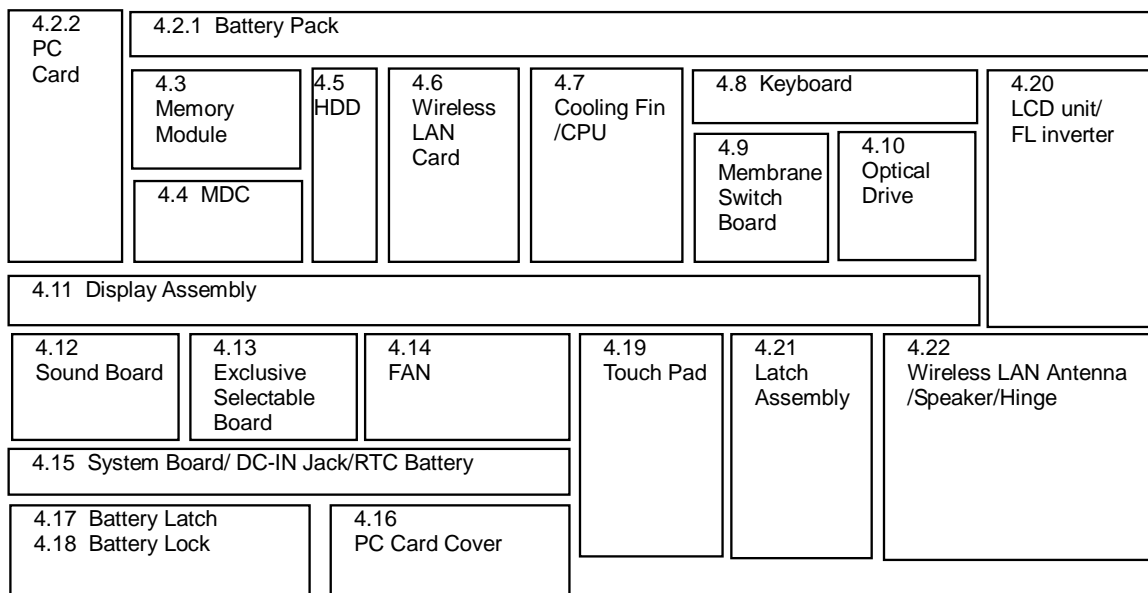 4.2.2
PC
Card
4.2.1 Battery Pack
4.3
Memory
Module
4.4 MDC
4.5
HDD
4.6
Wireless
LAN
Card
4.7
Cooling Fin
/CPU
4.8 Keyboard
4.9
Membrane
Switch
Board
4.10
Optical
Drive
4.20
LCD unit/
FL inverter
4.11 Display Assembly
4.12
Sound Board
4.13
Exclusive
Selectable
Board
4.14
FAN
4.19
Touch Pad
4.21
Latch
Assembly
4.22
Wireless LAN Antenna
/Speaker/Hinge
4.15 System Board/ DC-IN Jack/RTC Battery
4.17 Battery Latch
4.18 Battery Lock
4.16
PC Card Cover